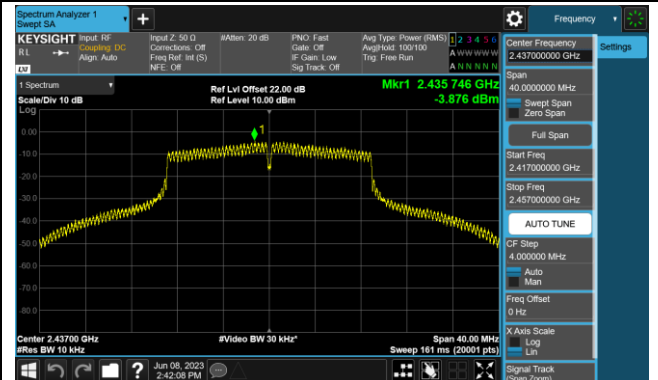 Spectrum Analyzer 1
Swept SA
Frequency
KEYSIGHT
RL
LXI
Input: RF
Coupling: DC
Align: Auto
Input Z: 50 Ω
Corrections: Off
Freq Ref: Int (S)
NFE: Off
#Atten: 20 dB
PNO: Fast
Gate: Off
IF Gain: Low
Sig Track: Off
Avg Type: Power (RMS)
Avg|Hold: 100/100
Trig: Free Run
1 2 3 4 5 6
A W W W W W
A N N N N N
1 Spectrum
Scale/Div 10 dB
Log
Ref Lvl Offset 22.00 dB
Ref Level 10.00 dBm
Mkr1 2.435 746 GHz
-3.876 dBm
1
0.00
-10.0
-20.0
-30.0
-40.0
-50.0
-60.0
-70.0
-80.0
Center 2.43700 GHz
#Res BW 10 kHz
#Video BW 30 kHz*
Span 40.00 MHz
Sweep 161 ms (20001 pts)
Jun 08, 2023
2:42:08 PM
Center Frequency
2.437000000 GHz
Settings
Span
40.0000000 MHz
Swept Span
Zero Span
Full Span
Start Freq
2.417000000 GHz
Stop Freq
2.457000000 GHz
AUTO TUNE
CF Step
4.000000 MHz
Auto
Man
Freq Offset
0 Hz
X Axis Scale
Log
Lin
Signal Track
(Span Zoom)